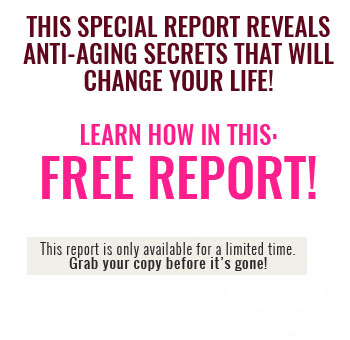 THIS SPECIAL REPORT REVEALS
ANTI-AGING SECRETS THAT WILL
CHANGE YOUR LIFE!
LEARN HOW IN THIS:
FREE REPORT!
This report is only available for a limited time.
Grab your copy before it's gone!